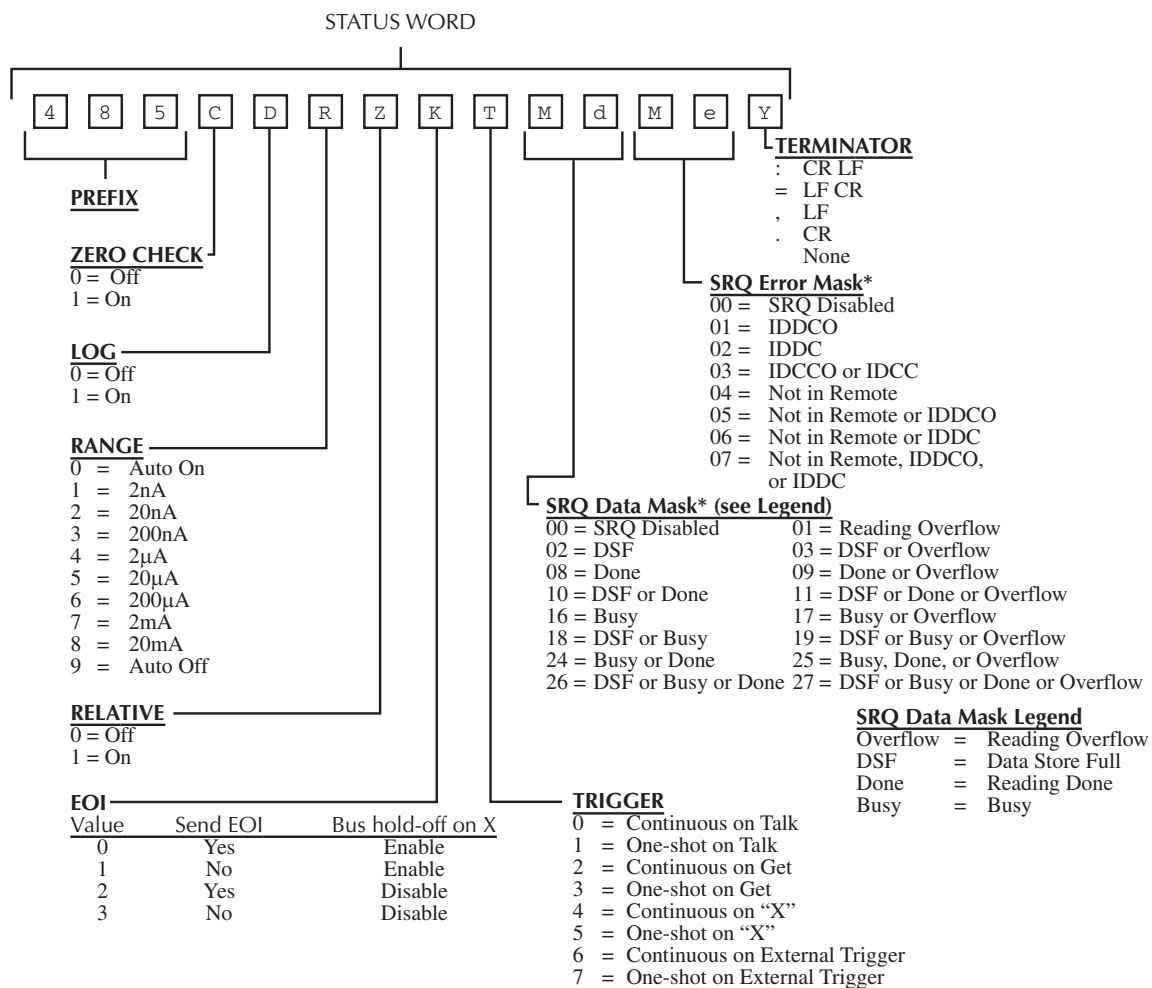 STATUS WORD
4 8 5 C D R Z K T M d M e Y
PREFIX
TERMINATOR
: CR LF
= LF CR
, LF
. CR
None
ZERO CHECK
0 = Off
1 = On
SRQ Error Mask*
00 = SRQ Disabled
01 = IDDCO
02 = IDDC
03 = IDCCO or IDCC
04 = Not in Remote
05 = Not in Remote or IDDCO
06 = Not in Remote or IDDC
07 = Not in Remote, IDDCO,
or IDDC
LOG
0 = Off
1 = On
RANGE
0 = Auto On
1 = 2nA
2 = 20nA
3 = 200nA
4 = 2µA
5 = 20µA
6 = 200µA
7 = 2mA
8 = 20mA
9 = Auto Off
SRQ Data Mask* (see Legend)
00 = SRQ Disabled 01 = Reading Overflow
02 = DSF 03 = DSF or Overflow
08 = Done 09 = Done or Overflow
10 = DSF or Done 11 = DSF or Done or Overflow
16 = Busy 17 = Busy or Overflow
18 = DSF or Busy 19 = DSF or Busy or Overflow
24 = Busy or Done 25 = Busy, Done, or Overflow
26 = DSF or Busy or Done 27 = DSF or Busy or Done or Overflow
RELATIVE
0 = Off
1 = On
SRQ Data Mask Legend
Overflow = Reading Overflow
DSF = Data Store Full
Done = Reading Done
Busy = Busy
EOI
Value Send EOI Bus hold-off on X
0 Yes Enable
1 No Enable
2 Yes Disable
3 No Disable
TRIGGER
0 = Continuous on Talk
1 = One-shot on Talk
2 = Continuous on Get
3 = One-shot on Get
4 = Continuous on “X”
5 = One-shot on “X”
6 = Continuous on External Trigger
7 = One-shot on External Trigger